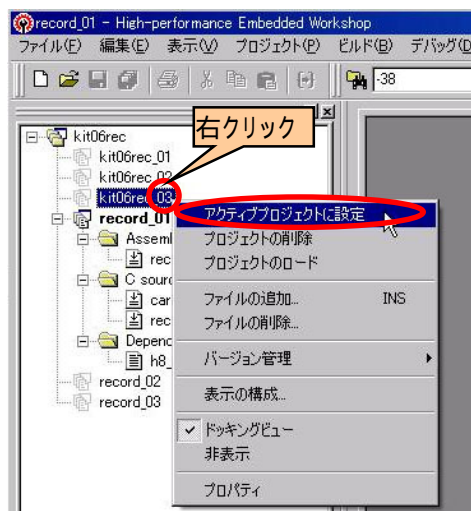 record_01 - High-performance Embedded Workshop
ファイル(F) 編集(E) 表示(V) プロジェクト(P) ビルド(B) デバッグ(D
-38
右クリック
kit06rec
kit06rec_01
kit06rec_02
kit06rec_03
record_01
アクティブプロジェクトに設定
Assembl
プロジェクトの削除
rec
プロジェクトのロード
C sour
car
ファイルの追加... INS
rec
ファイルの削除...
Depend
h8_
バージョン管理
record_02
表示の構成...
record_03
ドッキングビュー
非表示
プロパティ